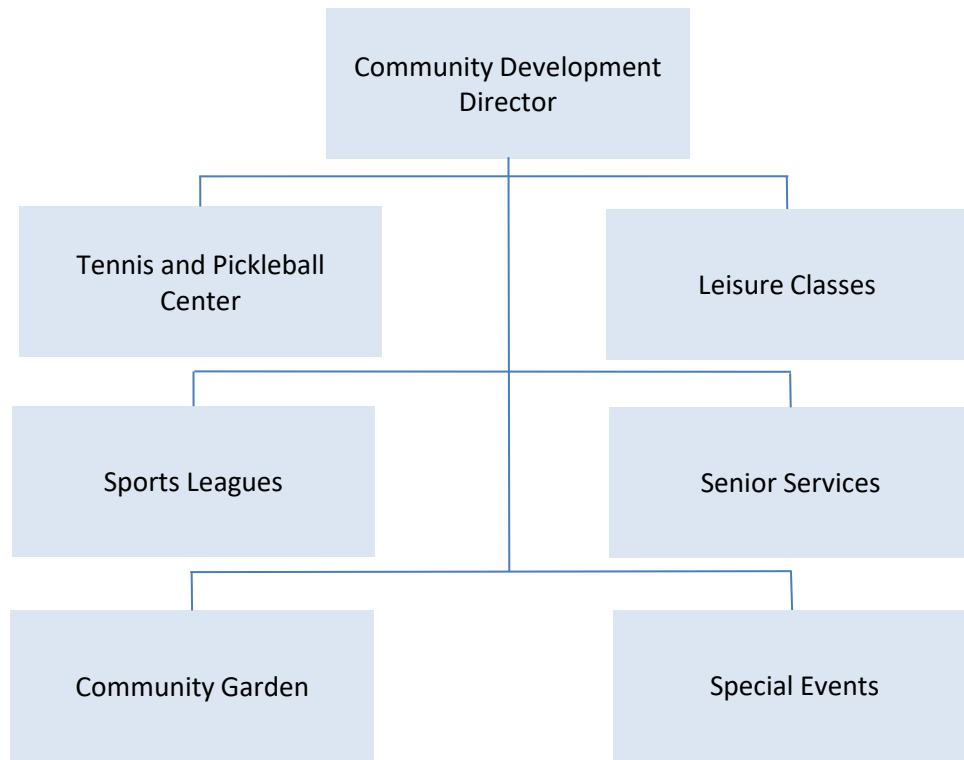 Community Development
Director
Tennis and Pickleball
Center
Leisure Classes
Sports Leagues
Senior Services
Community Garden
Special Events